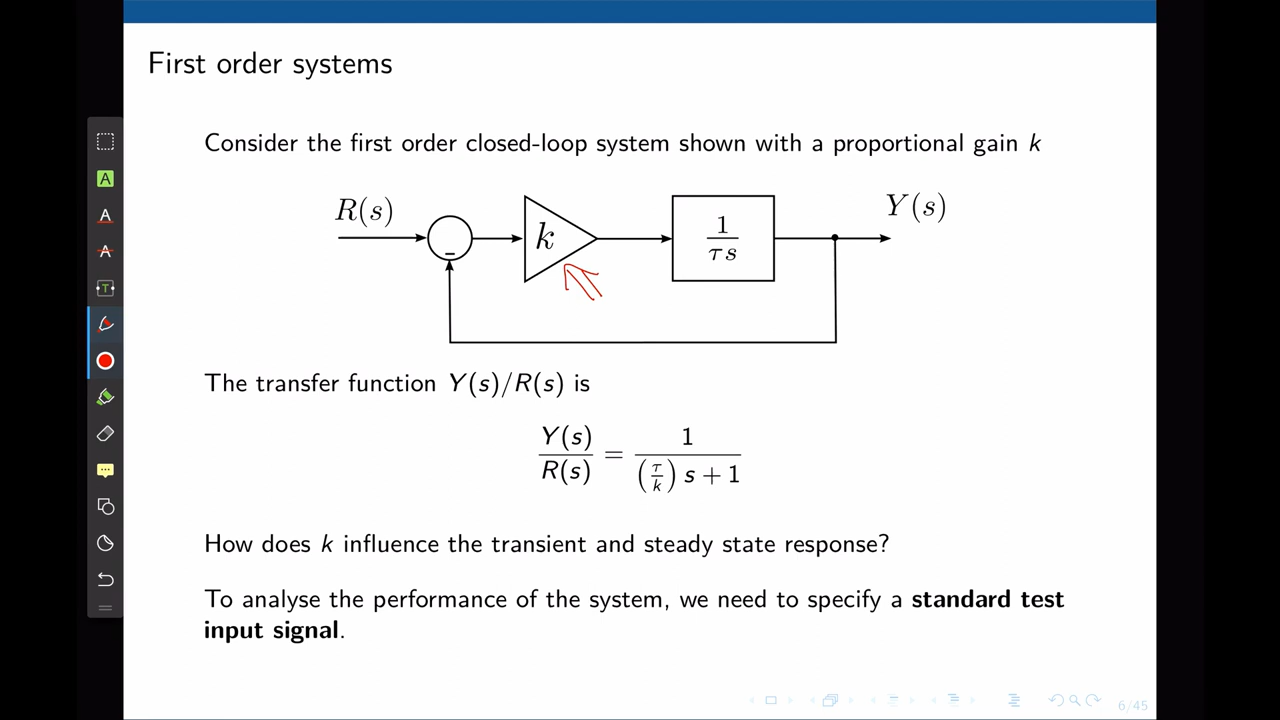 First order systems
Consider the first order closed-loop system shown with a proportional gain k
R(s)
k
1
τs
Y(s)
-
The transfer function Y(s)/R(s) is
Y(s)/R(s) = 1/((τ/k) s + 1)
How does k influence the transient and steady state response?
To analyse the performance of the system, we need to specify a standard test
input signal.
A
A
A
T
6/45